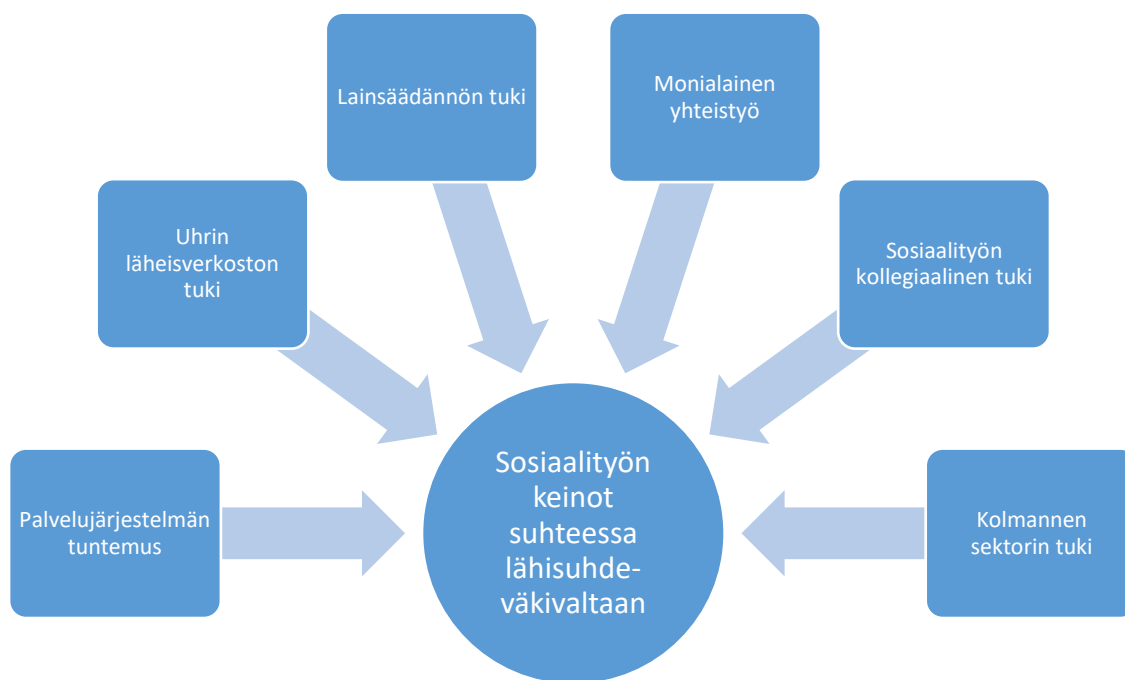 Lainsäädännön tuki
Monialainen
yhteistyö
Uhrin
läheisverkoston
tuki
Sosiaalityön
kollegiaalinen tuki
Palvelujärjestelmän
tuntemus
Sosiaalityön
keinot
suhteessa
lähisuhde-
väkivaltaan
Kolmannen
sektorin tuki